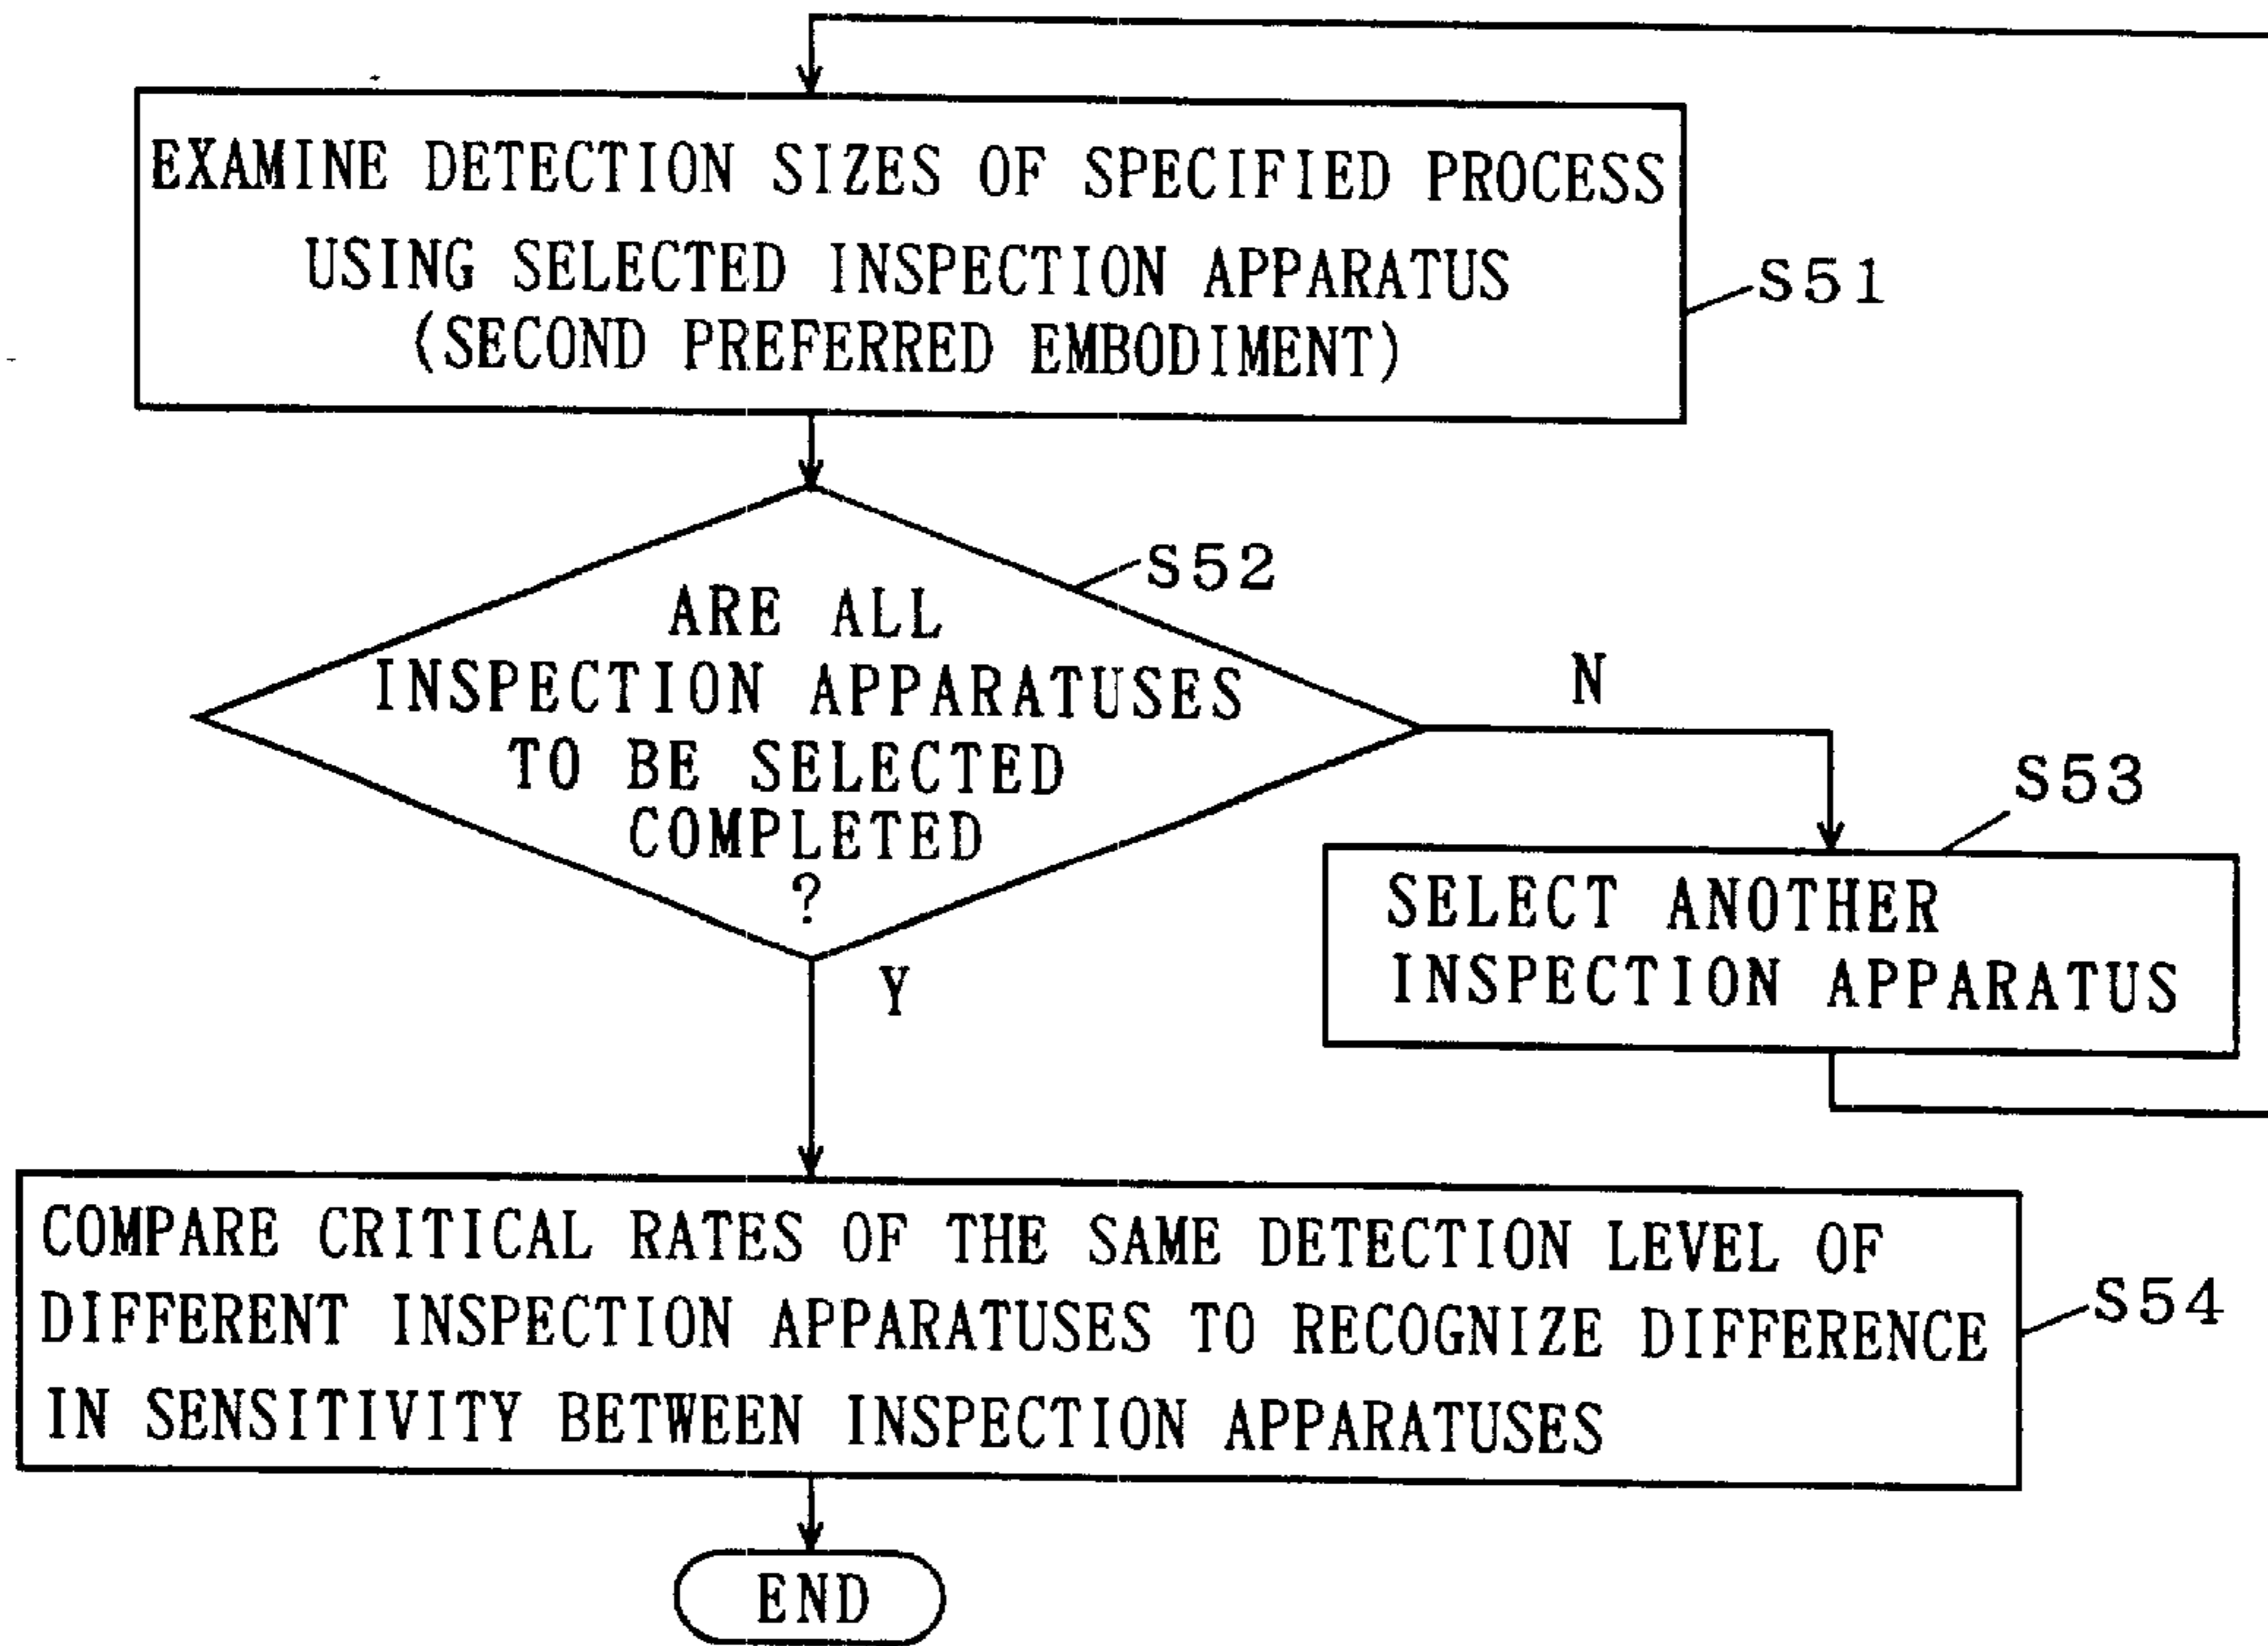 EXAMINE DETECTION SIZES OF SPECIFIED PROCESS
USING SELECTED INSPECTION APPARATUS
(SECOND PREFERRED EMBODIMENT)
S51
S52
ARE ALL
INSPECTION APPARATUSES
TO BE SELECTED
COMPLETED
?
N
Y
S53
SELECT ANOTHER
INSPECTION APPARATUS
COMPARE CRITICAL RATES OF THE SAME DETECTION LEVEL OF
DIFFERENT INSPECTION APPARATUSES TO RECOGNIZE DIFFERENCE
IN SENSITIVITY BETWEEN INSPECTION APPARATUSES
S54
END